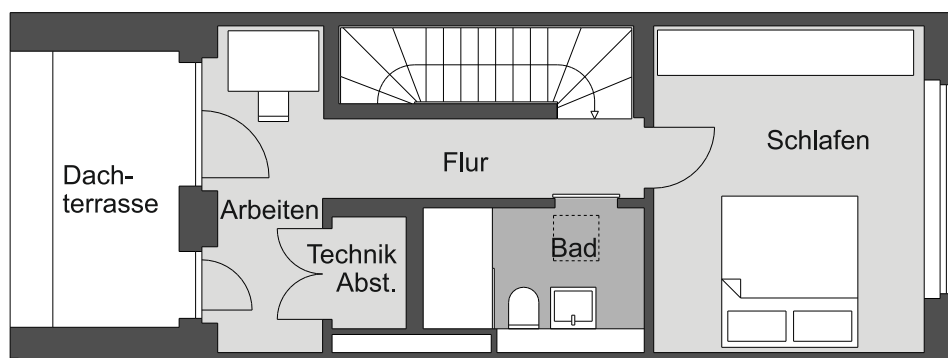 Dach-
terrasse
Arbeiten
Flur
Technik
Abst.
Bad
Schlafen